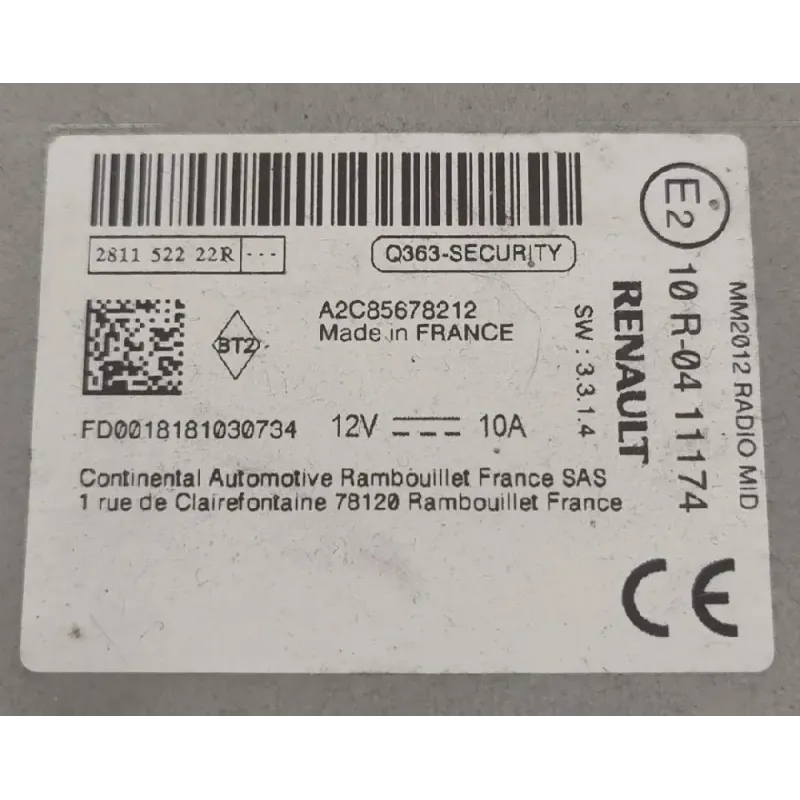 2811 522 22R ---
Q363-SECURITY
BT2
A2C85678212
Made in FRANCE
FD0018181030734 12V 10A
Continental Automotive Rambouillet France SAS
1 rue de Clairefontaine 78120 Rambouillet France
SW : 3.3.1.4
RENAULT
E2
10 R-04 11174
MM2012 RADIO MID
CE